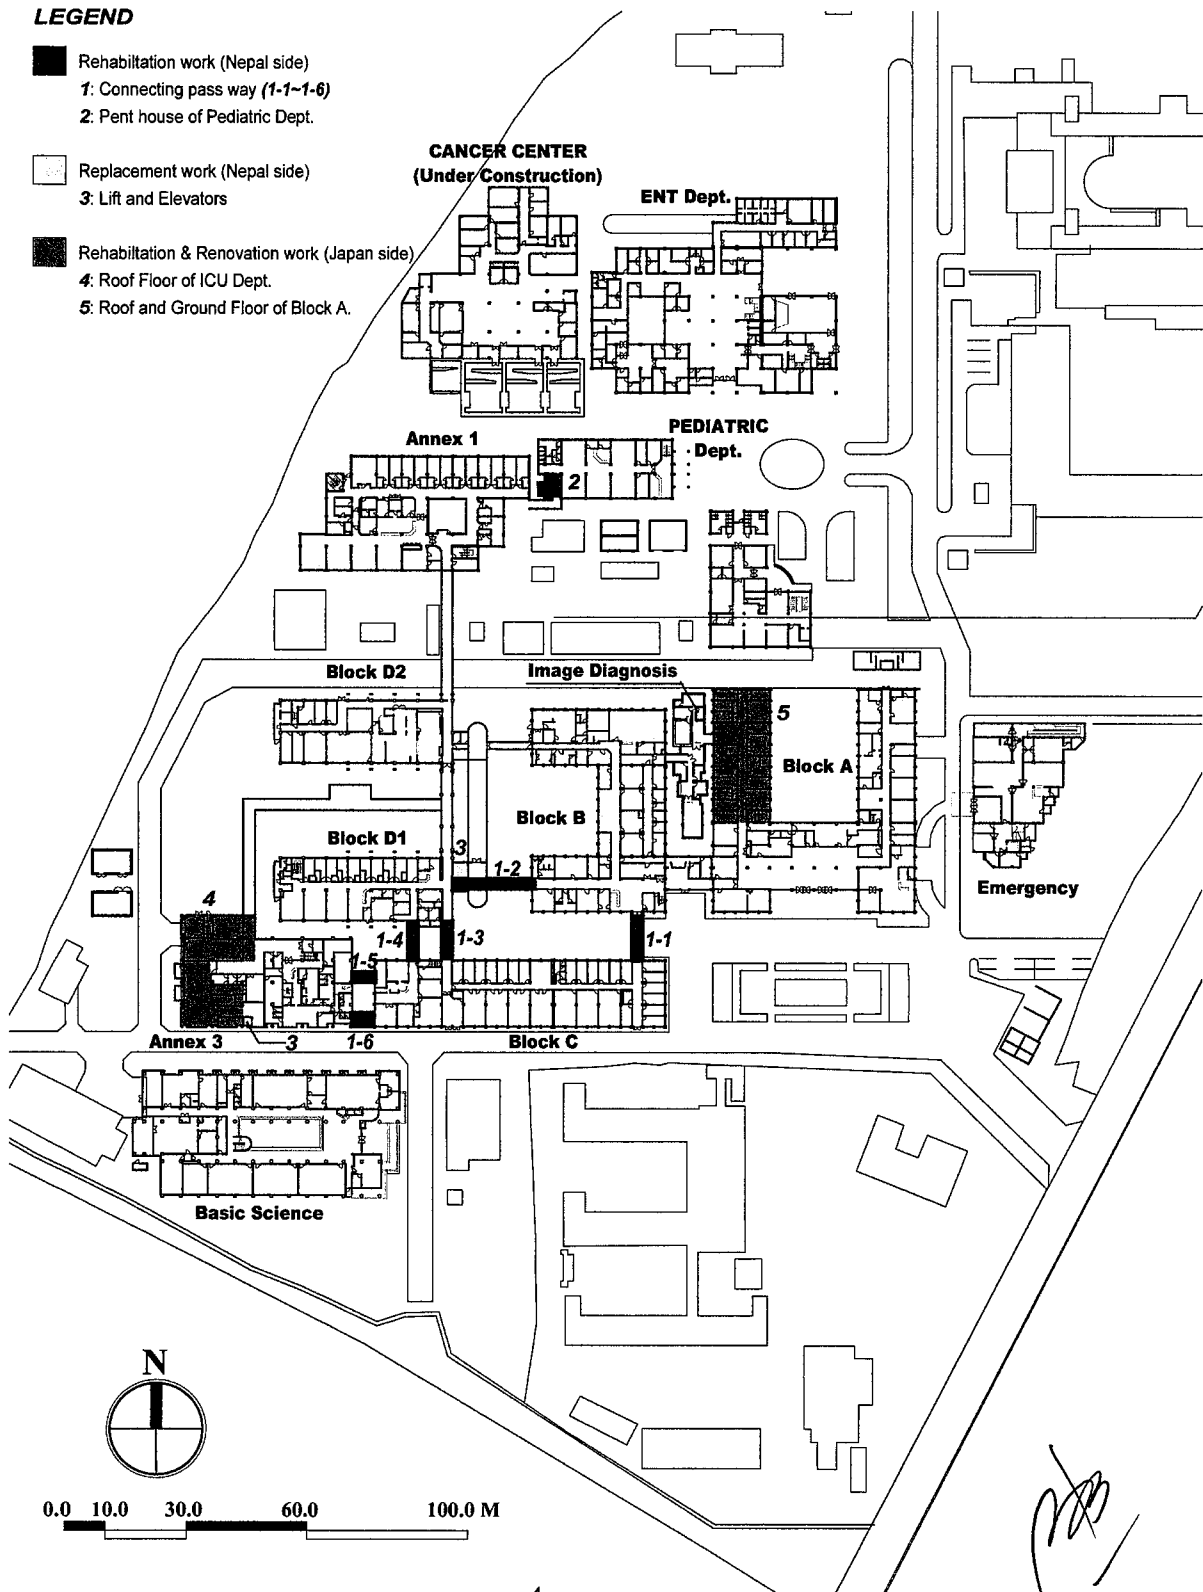 LEGEND
Rehabiltation work (Nepal side)
1: Connecting pass way (1-1~1-6)
2: Pent house of Pediatric Dept.
Replacement work (Nepal side)
3: Lift and Elevators
Rehabiltation & Renovation work (Japan side)
4: Roof Floor of ICU Dept.
5: Roof and Ground Floor of Block A.
CANCER CENTER
(Under Construction)
ENT Dept.
PEDIATRIC
Dept.
Annex 1
2
Block D2
Image Diagnosis
5
Block A
Block B
Block D1
3
1-2
Emergency
4
1-4
1-3
1-1
1-5
Annex 3
3
1-6
Block C
Basic Science
N
0.0 10.0 30.0 60.0 100.0 M